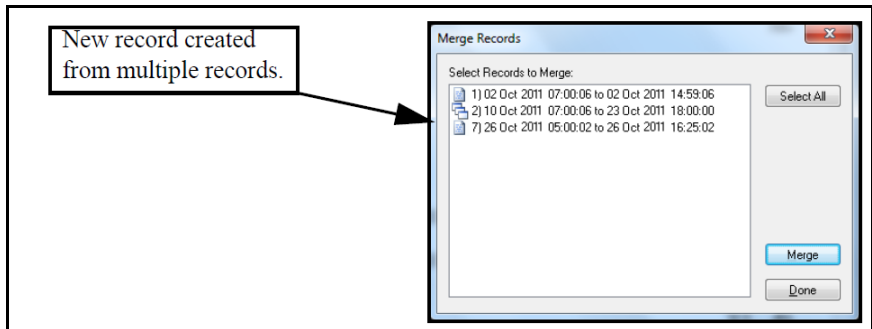 New record created
from multiple records.
Merge Records
Select Records to Merge:
1) 02 Oct 2011 07:00:06 to 02 Oct 2011 14:59:06
2) 10 Oct 2011 07:00:06 to 23 Oct 2011 18:00:00
7) 26 Oct 2011 05:00:02 to 26 Oct 2011 16:25:02
Select All
Merge
Done